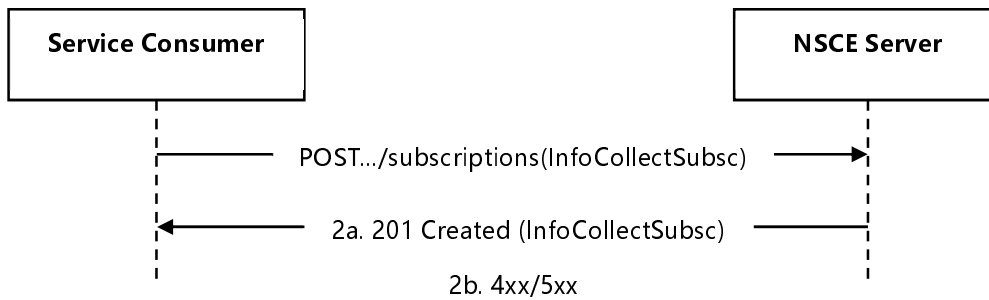 Service Consumer
NSCE Server
POST.../subscriptions(InfoCollectSubsc)
2a. 201 Created (InfoCollectSubsc)
2b. 4xx/5xx